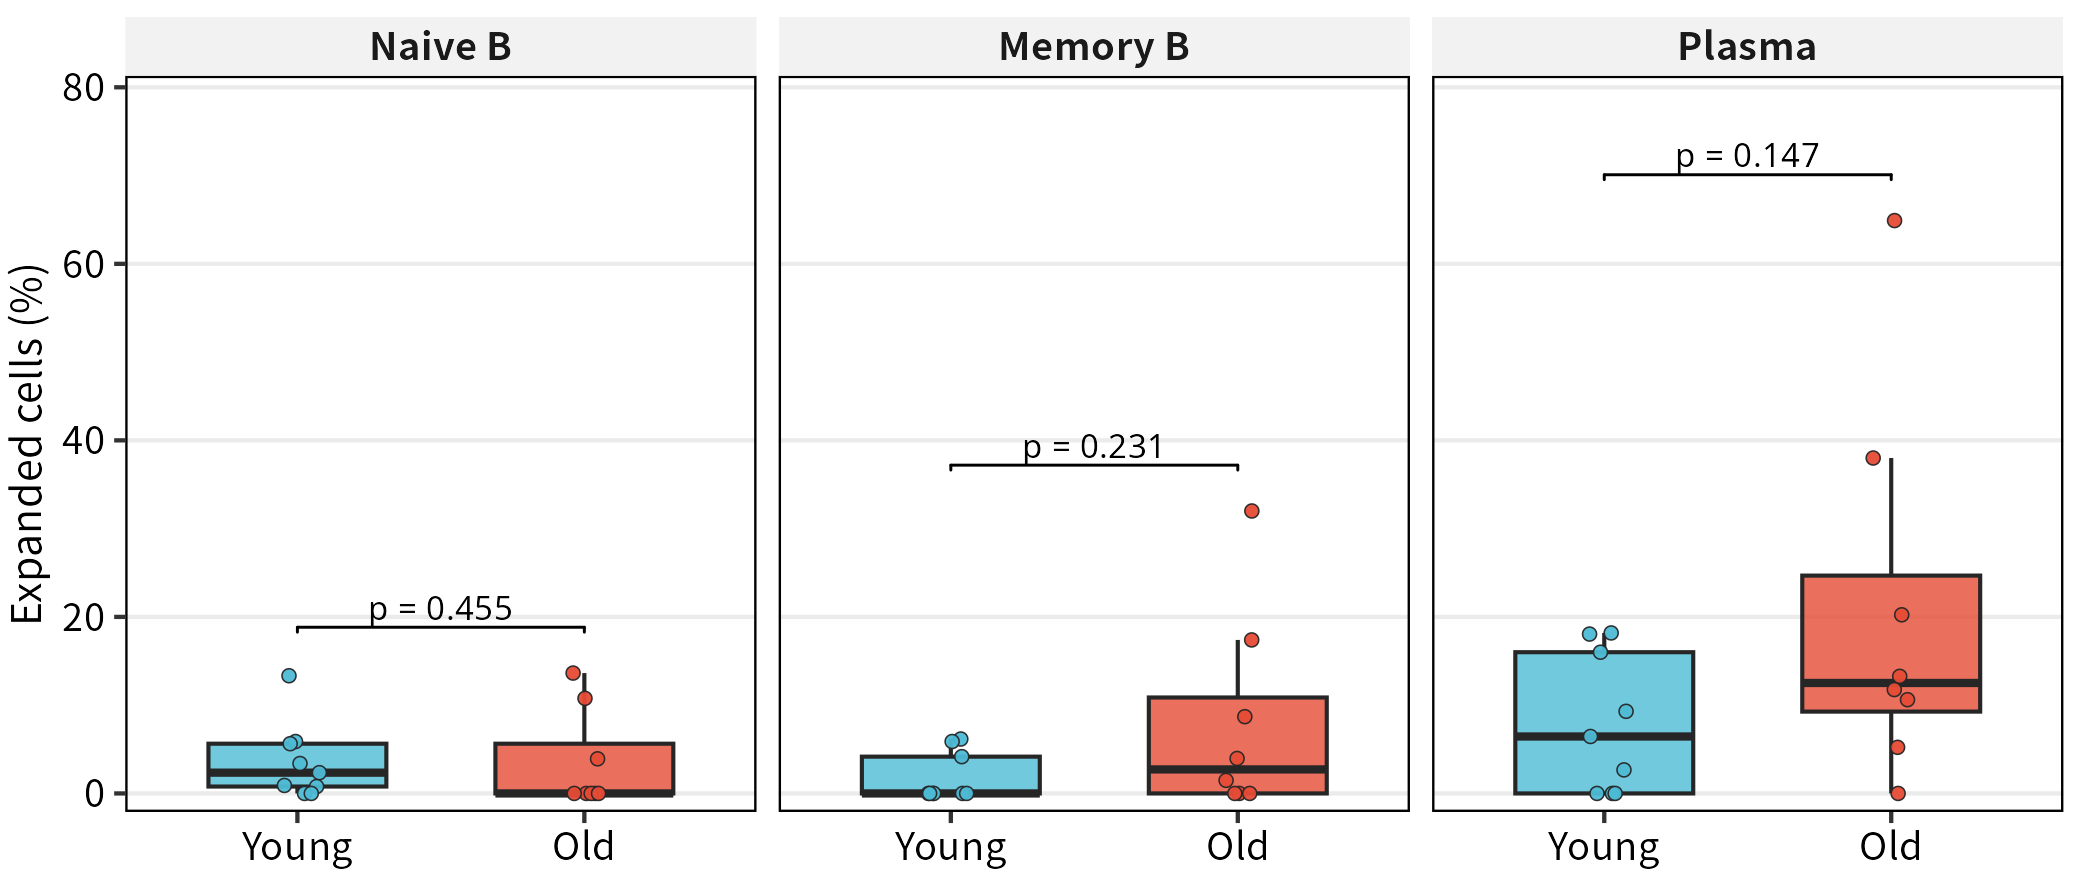 Naive B
Memory B
Plasma
Expanded cells (%)
80
60
40
20
0
p = 0.455
p = 0.231
p = 0.147
Young
Old
Young
Old
Young
Old